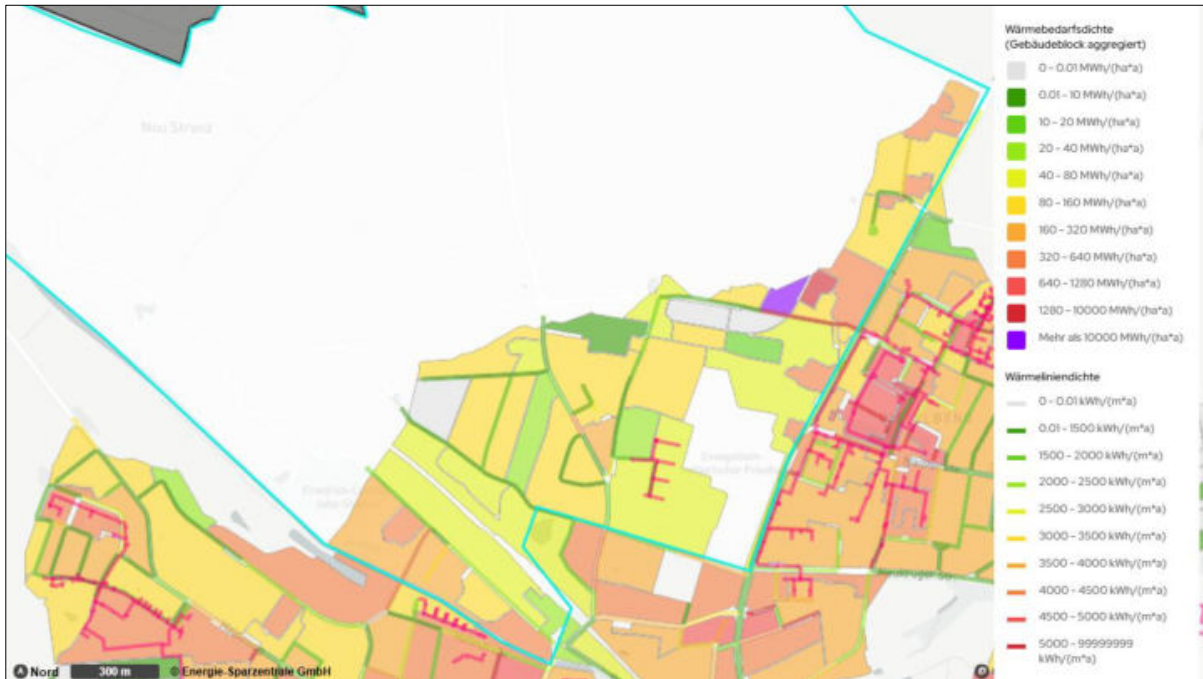 Neu Strand
Wärmebedarfsdichte
(Gebäudeblock aggregiert)
0 – 0.01 MWh/(ha*a)
0.01 – 10 MWh/(ha*a)
10 – 20 MWh/(ha*a)
20 – 40 MWh/(ha*a)
40 – 80 MWh/(ha*a)
80 – 160 MWh/(ha*a)
160 – 320 MWh/(ha*a)
320 – 640 MWh/(ha*a)
640 – 1280 MWh/(ha*a)
1280 – 10000 MWh/(ha*a)
Mehr als 10000 MWh/(ha*a)
Wärmeliniendichte
0 – 0.01 kWh/(m*a)
0.01 – 1500 kWh/(m*a)
1500 – 2000 kWh/(m*a)
2000 – 2500 kWh/(m*a)
2500 – 3000 kWh/(m*a)
3000 – 3500 kWh/(m*a)
3500 – 4000 kWh/(m*a)
4000 – 4500 kWh/(m*a)
4500 – 5000 kWh/(m*a)
5000 – 99999999
kWh/(m*a)
Nord
300 m
© Energie-Sparzentrale GmbH